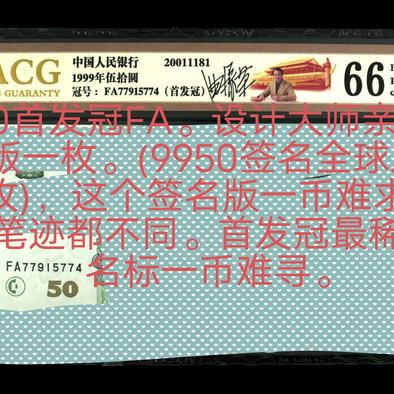 ACG
中国人民银行 20011181
GUARANTY
1999年伍拾圆
冠号：FA77915774（首发冠）
66
0首发冠FA。设计大师亲
版一枚。(9950签名全球
枚)，这个签名版一币难求
笔迹都不同。首发冠最稀
名标一币难寻。
FA77915774
50